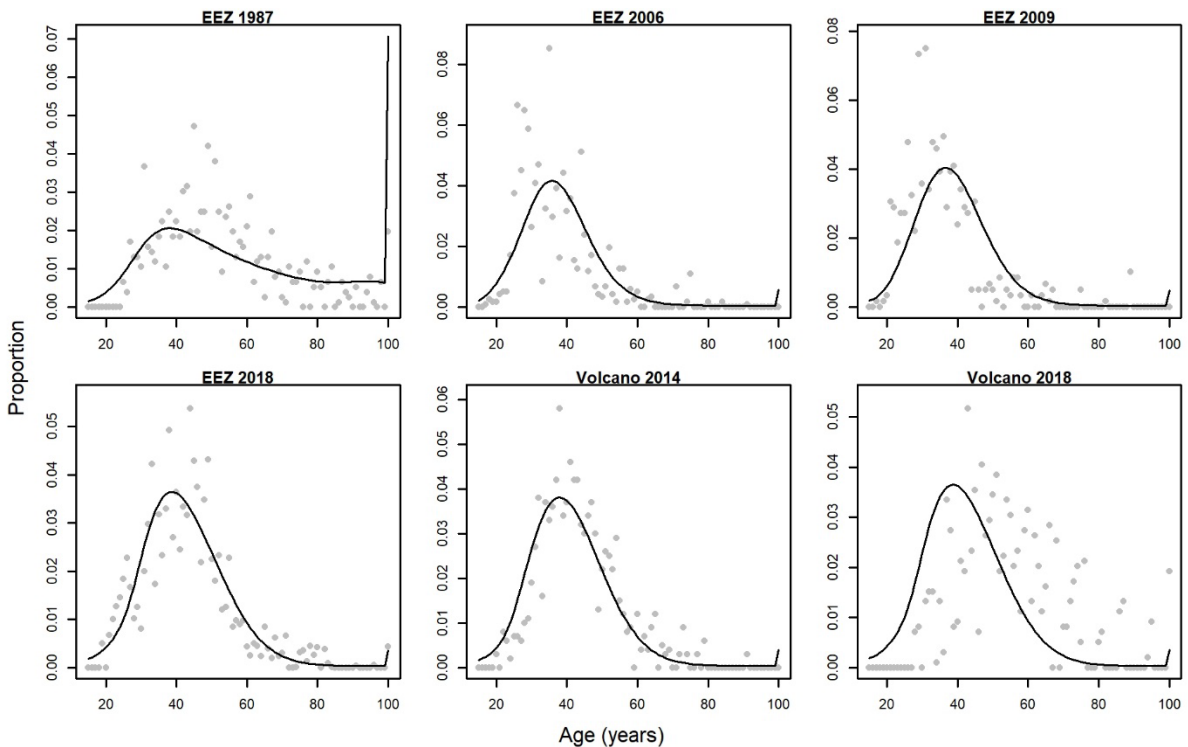 EEZ 1987
EEZ 2006
EEZ 2009
0.00 0.01 0.02 0.03 0.04 0.05 0.06 0.07
0.00 0.02 0.04 0.06 0.08
0.00 0.02 0.04 0.06 0.08
20 40 60 80 100
20 40 60 80 100
20 40 60 80 100
Proportion
EEZ 2018
Volcano 2014
Volcano 2018
0.00 0.01 0.02 0.03 0.04 0.05
0.00 0.01 0.02 0.03 0.04 0.05 0.06
0.00 0.01 0.02 0.03 0.04 0.05
20 40 60 80 100
20 40 60 80 100
20 40 60 80 100
Age (years)